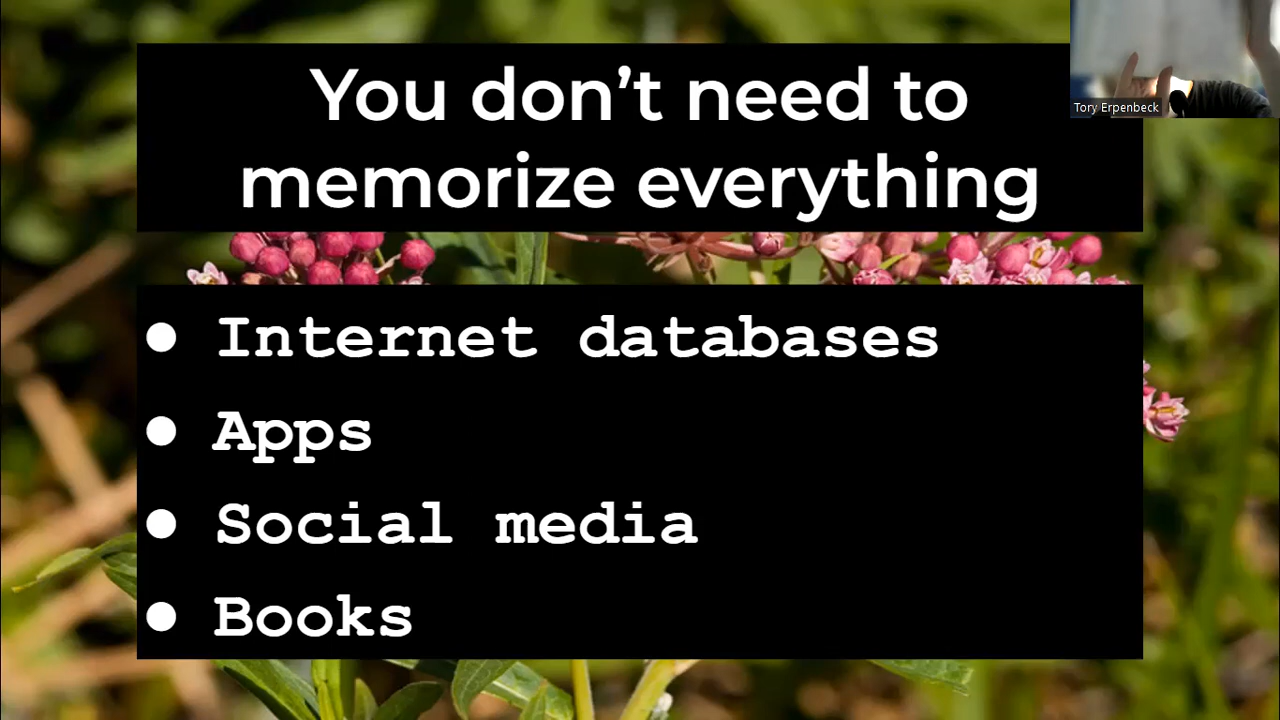 You don’t need to
memorize everything
Tory Erpenbeck
● Internet databases
● Apps
● Social media
● Books